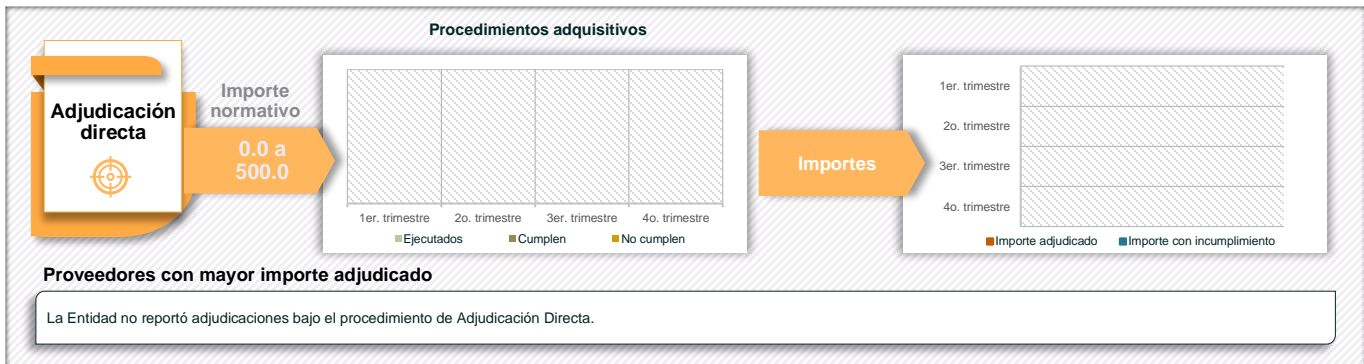 Procedimientos adquisitivos
Adjudicación
directa
Importe
normativo
0.0 a
500.0
1er. trimestre 2o. trimestre 3er. trimestre 4o. trimestre
Ejecutados Cumplen No cumplen
Importes
1er. trimestre
2o. trimestre
3er. trimestre
4o. trimestre
Importe adjudicado Importe con incumplimiento
Proveedores con mayor importe adjudicado
La Entidad no reportó adjudicaciones bajo el procedimiento de Adjudicación Directa.